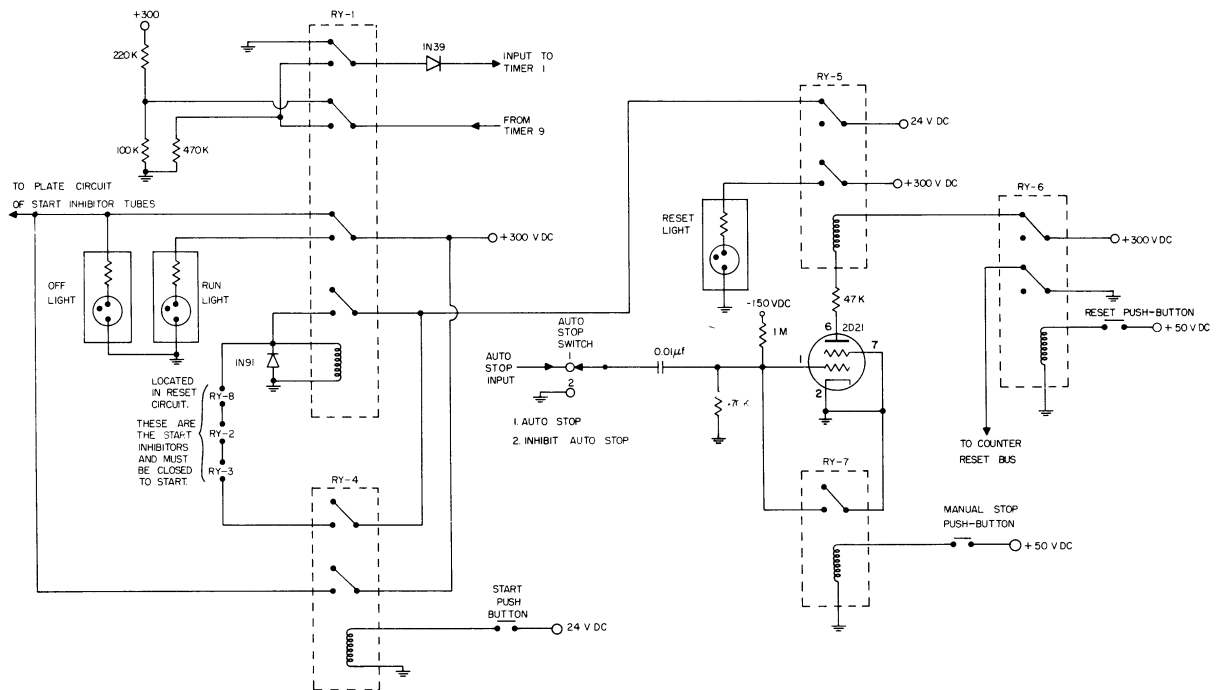 +300
220K
100K
470K
RY-1
IN39
INPUT TO
TIMER 1
FROM
TIMER 9
TO PLATE CIRCUIT
OF START INHIBITOR TUBES
OFF
LIGHT
RUN
LIGHT
+300 V DC
IN91
LOCATED
IN RESET
CIRCUIT.
THESE ARE
THE START
INHIBITORS
AND MUST
BE CLOSED
TO START.
RY-8
RY-2
RY-3
RY-4
START
PUSH
BUTTON
24 V DC
AUTO
STOP
SWITCH
1
2
AUTO
STOP
INPUT
1. AUTO STOP
2. INHIBIT AUTO STOP
0.01μf
-150VDC
1M
RY-5
24 V DC
+300 V DC
RESET
LIGHT
47K
6
2D21
7
1
2
RY-7
MANUAL STOP
PUSH-BUTTON
+ 50 V DC
RY-6
+300 V DC
RESET PUSH-BUTTON
+ 50 V DC
TO COUNTER
RESET BUS